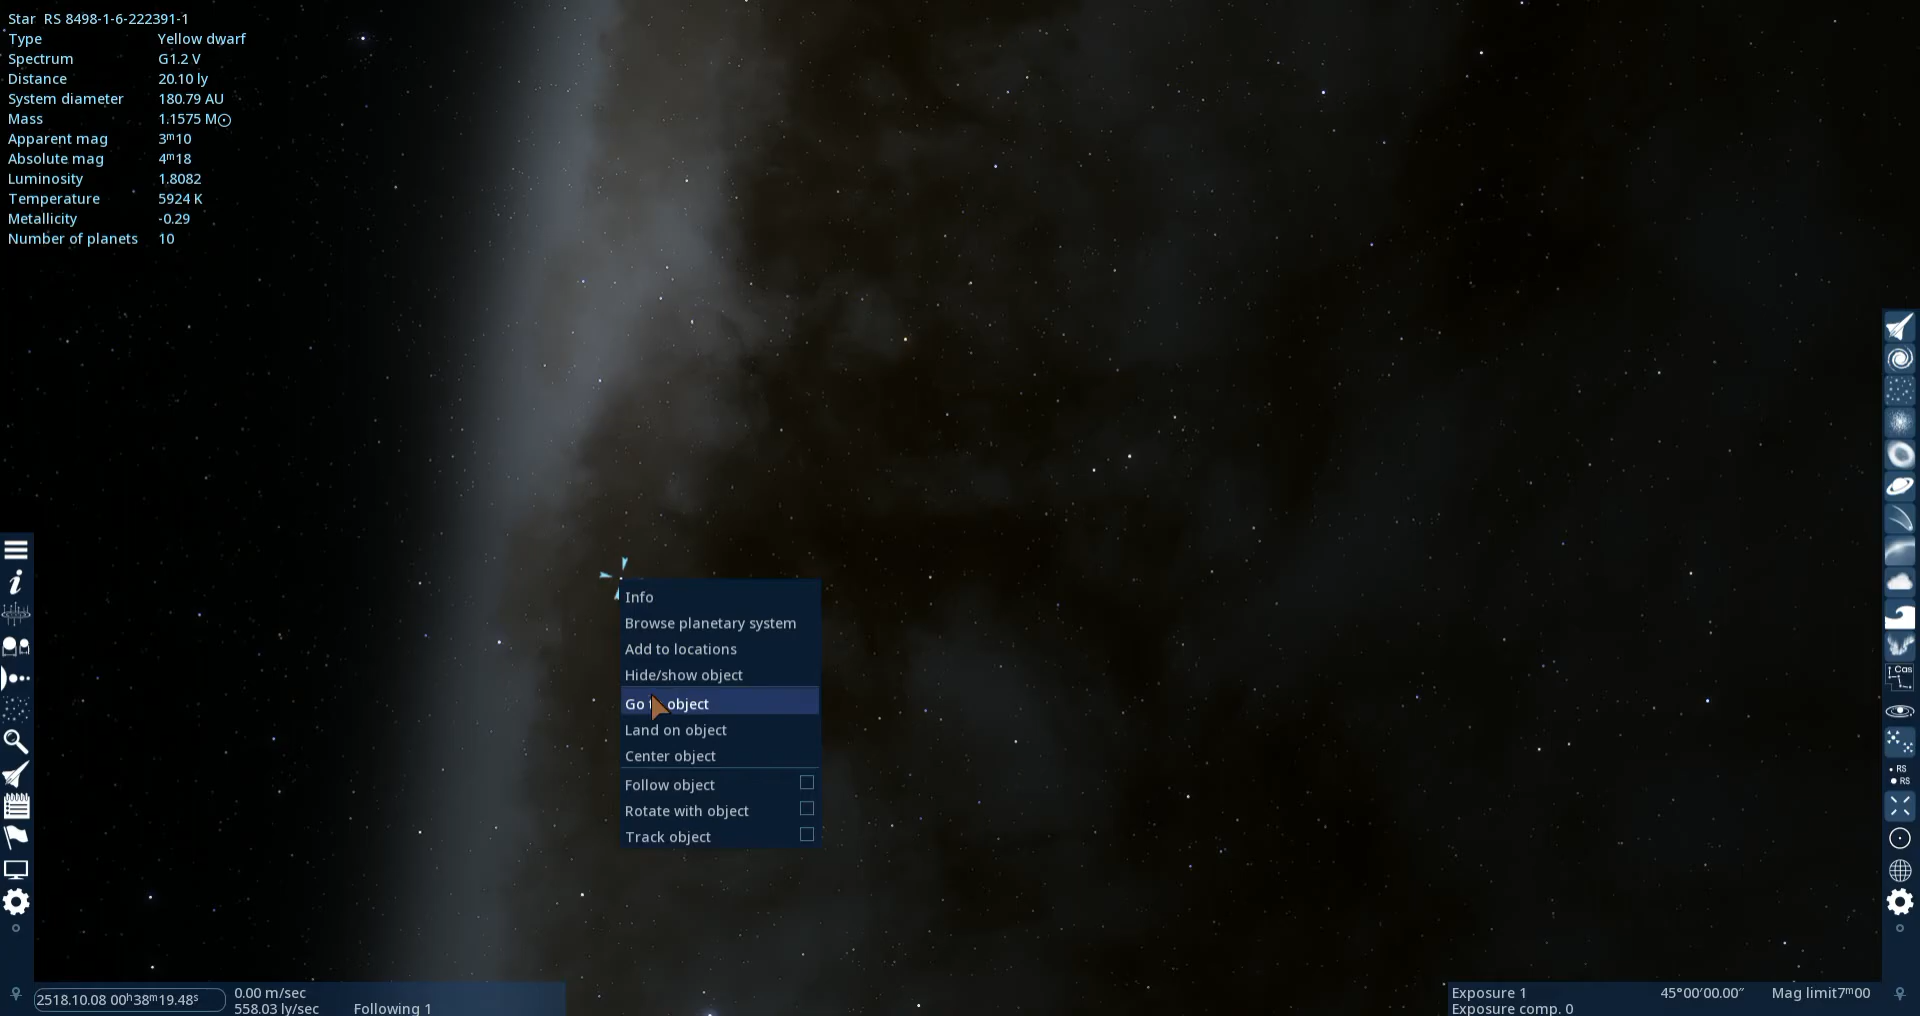 Star RS 8498-1-6-222391-1
Type Yellow dwarf
Spectrum G1.2 V
Distance 20.10 ly
System diameter 180.79 AU
Mass 1.1575 M☉
Apparent mag 3ᵐ10
Absolute mag 4ᵐ18
Luminosity 1.8082
Temperature 5924 K
Metallicity -0.29
Number of planets 10
Info
Browse planetary system
Add to locations
Hide/show object
Go object
Land on object
Center object
Follow object
Rotate with object
Track object
Cas
RS
RS
2518.10.08 00ʰ38ᵐ19.48ˢ
0.00 m/sec
558.03 ly/sec Following 1
Exposure 1 45°00′00.00″ Mag limit7ᵐ00
Exposure comp. 0